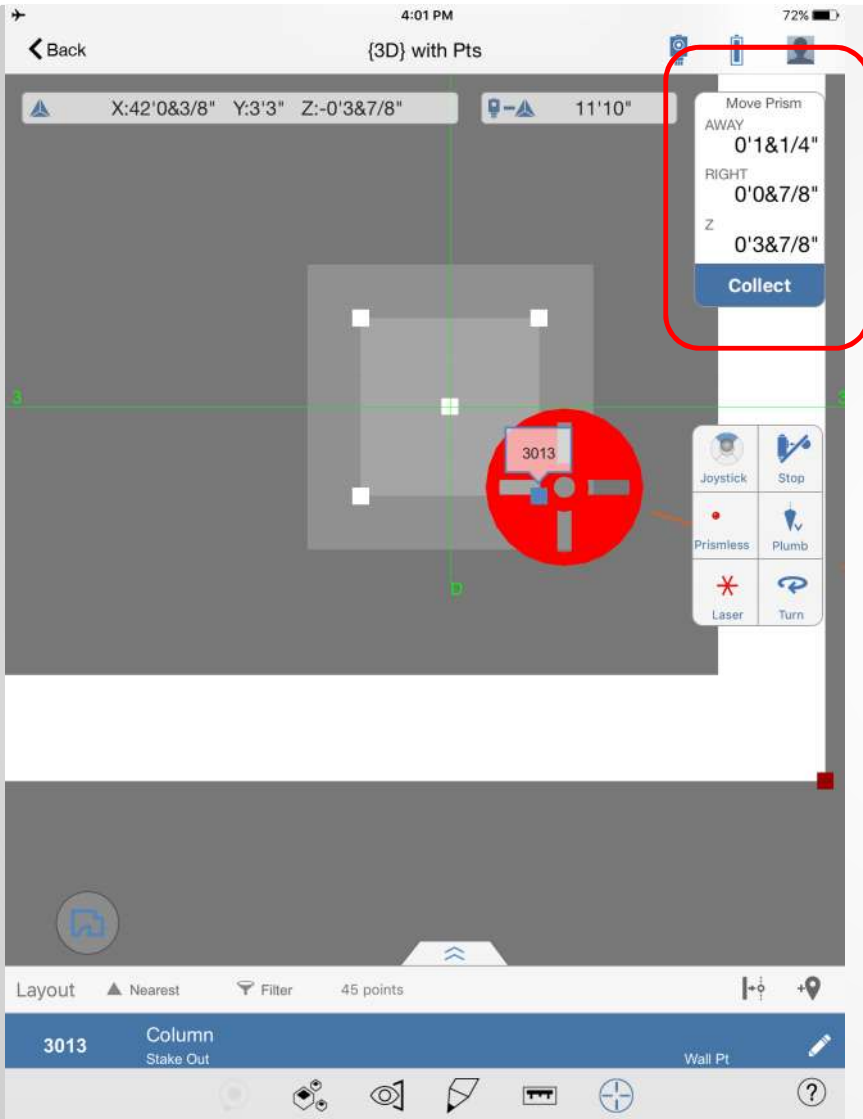 4:01 PM
72%
Back
{3D} with Pts
X:42'0&3/8" Y:3'3" Z:-0'3&7/8"
11'10"
Move Prism
AWAY
0'1&1/4"
RIGHT
0'0&7/8"
Z
0'3&7/8"
Collect
3
3
3013
D
Joystick
Stop
Prismless
Plumb
Laser
Turn
Layout
Nearest
Filter
45 points
3013
Column
Stake Out
Wall Pt
?